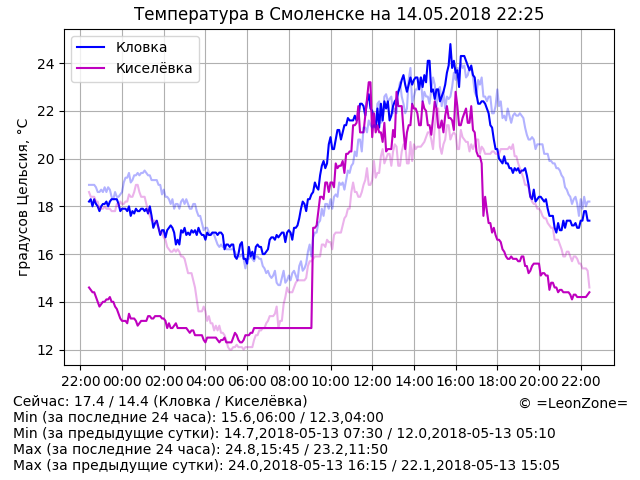 Температура в Смоленске на 14.05.2018 22:25
Кловка
Киселёвка
градусов Цельсия, °C
24
22
20
18
16
14
12
22:00 00:00 02:00 04:00 06:00 08:00 10:00 12:00 14:00 16:00 18:00 20:00 22:00
Сейчас: 17.4 / 14.4 (Кловка / Киселёвка)
© =LeonZone=
Min (за последние 24 часа): 15.6,06:00 / 12.3,04:00
Min (за предыдущие сутки): 14.7,2018-05-13 07:30 / 12.0,2018-05-13 05:10
Max (за последние 24 часа): 24.8,15:45 / 23.2,11:50
Max (за предыдущие сутки): 24.0,2018-05-13 16:15 / 22.1,2018-05-13 15:05